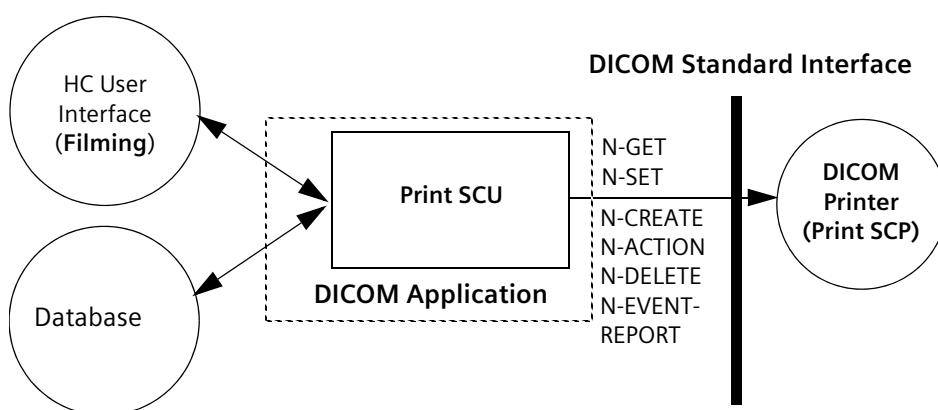 HC User
Interface
(Filming)
Database
Print SCU
DICOM Application
DICOM Standard Interface
N-GET
N-SET
N-CREATE
N-ACTION
N-DELETE
N-EVENT-
REPORT
DICOM
Printer
(Print SCP)